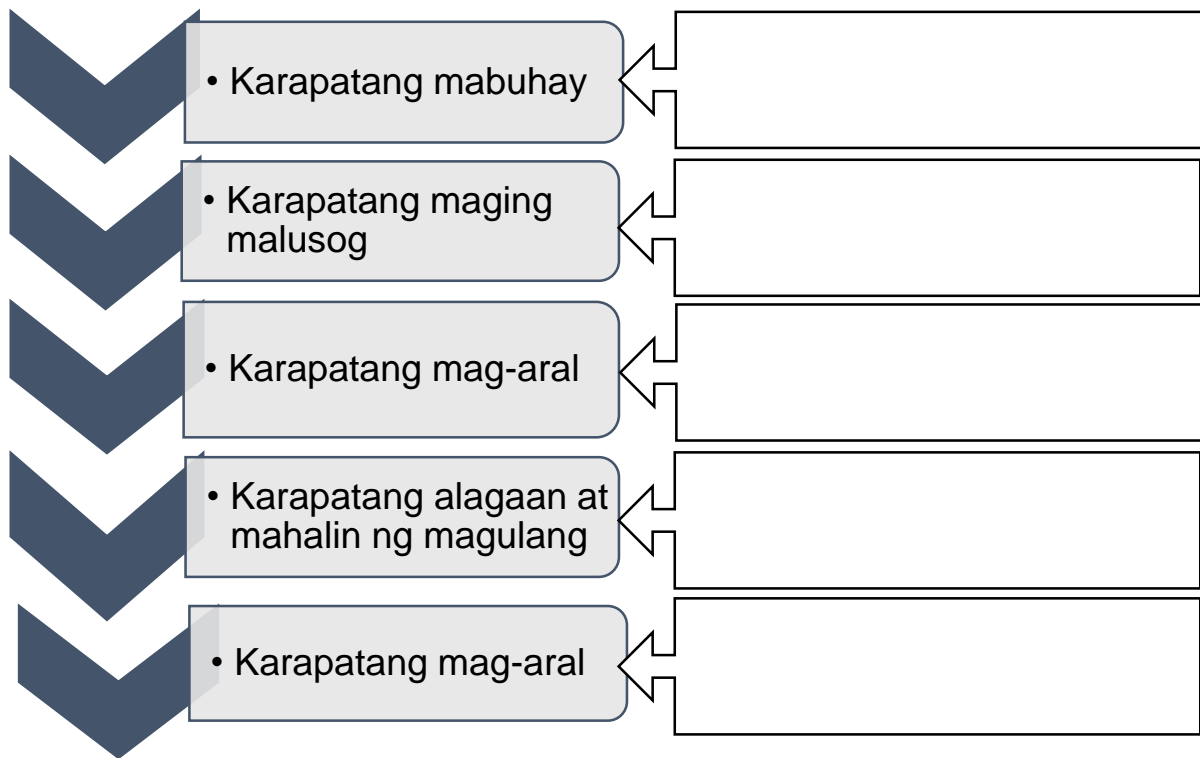 • Karapatang mabuhay
• Karapatang maging
malusog
• Karapatang mag-aral
• Karapatang alagaan at
mahalin ng magulang
• Karapatang mag-aral